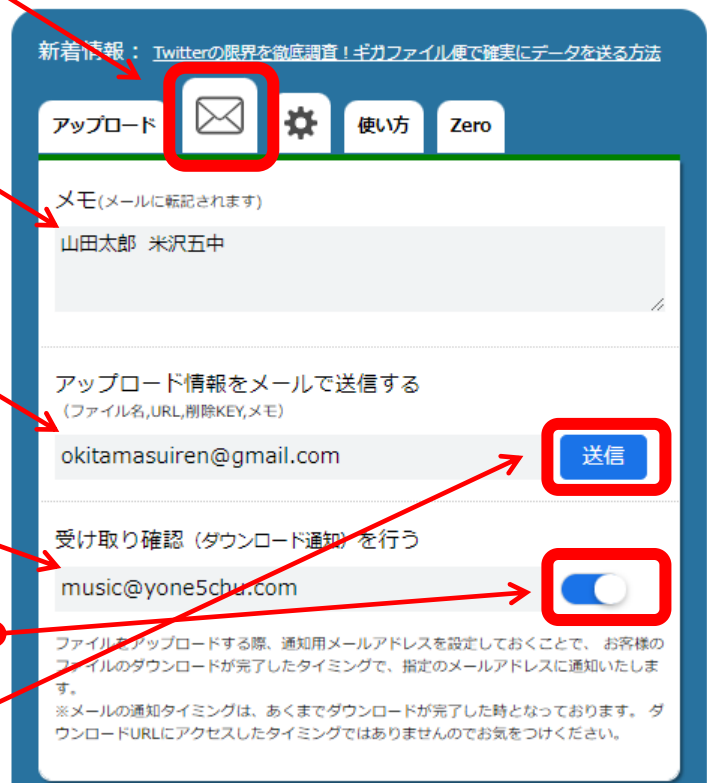 新着情報： Twitterの限界を徹底調査！ギガファイル便で確実にデータを送る方法
アップロード 使い方 Zero
メモ(メールに転記されます)
山田太郎 米沢五中
アップロード情報をメールで送信する
（ファイル名,URL,削除KEY,メモ）
okitamasuiren@gmail.com 送信
受け取り確認（ダウンロード通知）を行う
music@yone5chu.com
ファイルをアップロードする際、通知用メールアドレスを設定しておくことで、 お客様の
ファイルのダウンロードが完了したタイミングで、指定のメールアドレスに通知いたしま
す。
※メールの通知タイミングは、あくまでダウンロードが完了した時となっております。 ダ
ウンロードURLにアクセスしたタイミングではありませんのでお気をつけください。